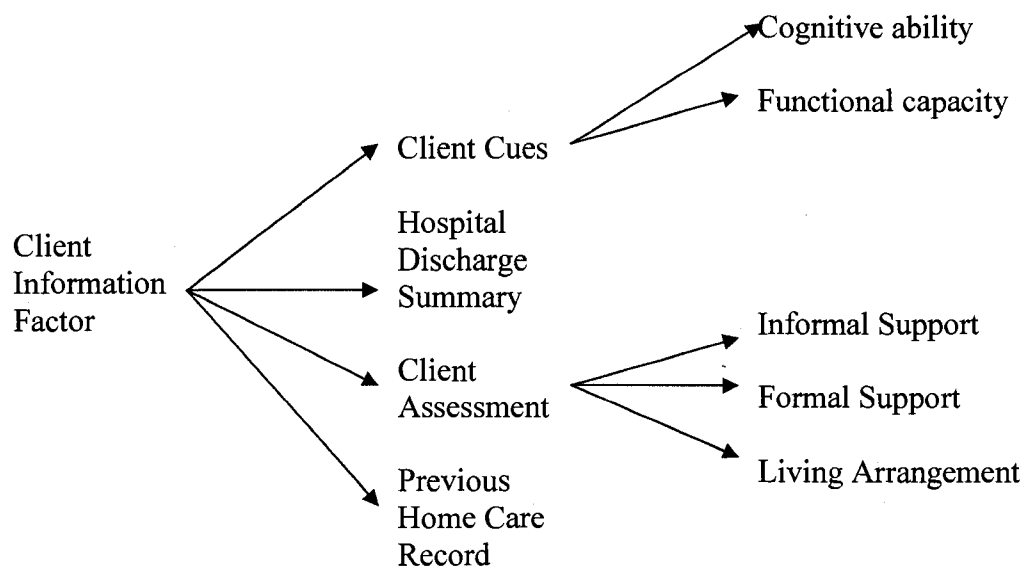 Client
Information
Factor
Client Cues
Hospital
Discharge
Summary
Client
Assessment
Previous
Home Care
Record
Cognitive ability
Functional capacity
Informal Support
Formal Support
Living Arrangement